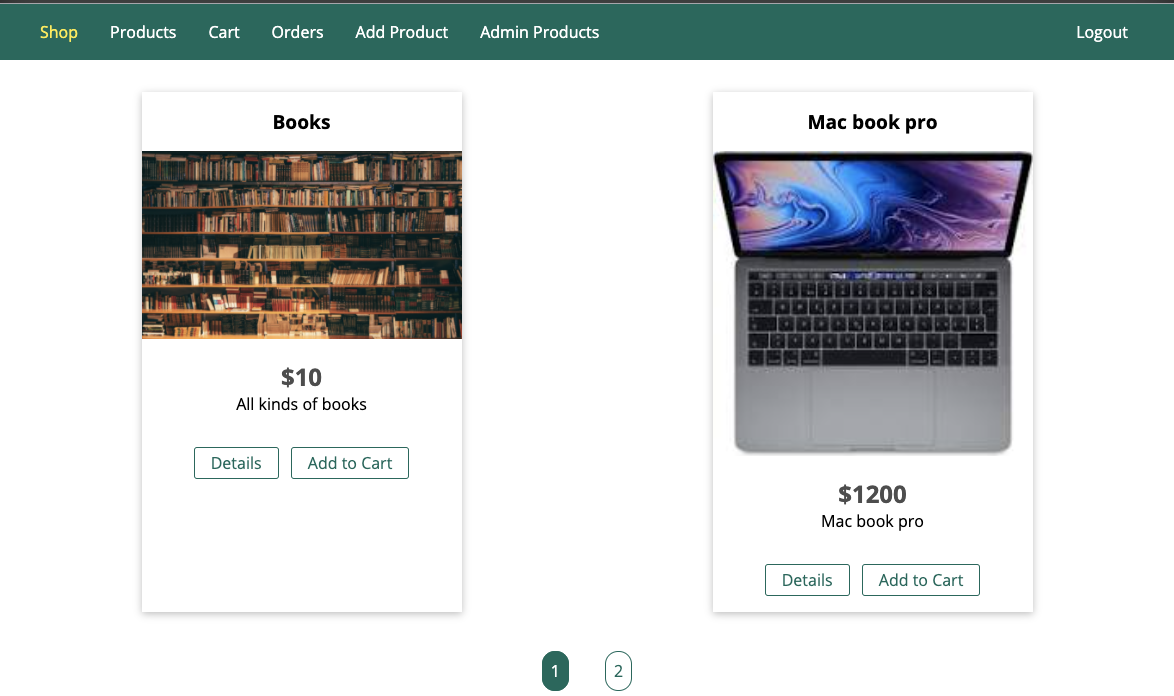 Shop Products Cart Orders Add Product Admin Products Logout
Books
$10
All kinds of books
Details Add to Cart
Mac book pro
$1200
Mac book pro
Details Add to Cart
1 2